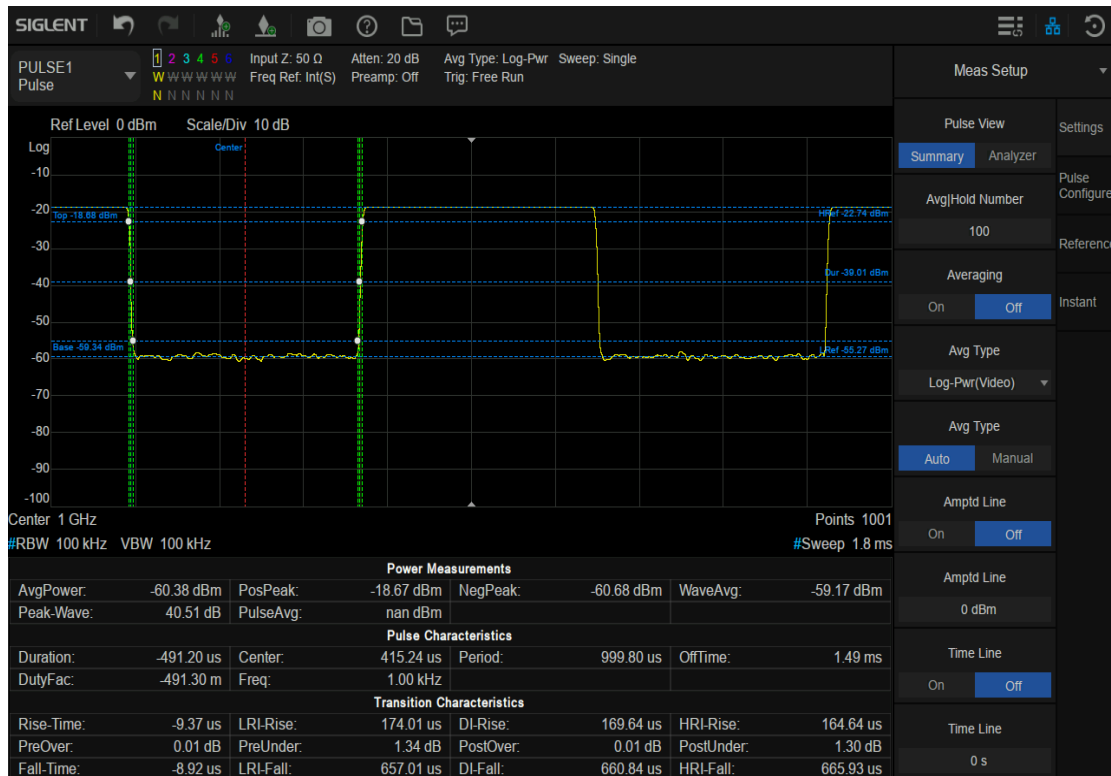 SIGLENT
PULSE1
Pulse
1 2 3 4 5 6
W W W W W W
N N N N N N
Input Z: 50 Ω
Freq Ref: Int(S)
Atten: 20 dB
Preamp: Off
Avg Type: Log-Pwr
Trig: Free Run
Sweep: Single
Ref Level 0 dBm Scale/Div 10 dB
Log
-10
-20
-30
-40
-50
-60
-70
-80
-90
-100
Center
Top -18.68 dBm
HRef -22.74 dBm
Dur -39.01 dBm
Base -59.34 dBm
LRef -55.27 dBm
Center 1 GHz Points 1001
#RBW 100 kHz VBW 100 kHz #Sweep 1.8 ms
Power Measurements
AvgPower: -60.38 dBm PosPeak: -18.67 dBm NegPeak: -60.68 dBm WaveAvg: -59.17 dBm
Peak-Wave: 40.51 dB PulseAvg: nan dBm
Pulse Characteristics
Duration: -491.20 us Center: 415.24 us Period: 999.80 us OffTime: 1.49 ms
DutyFac: -491.30 m Freq: 1.00 kHz
Transition Characteristics
Rise-Time: -9.37 us LRI-Rise: 174.01 us DI-Rise: 169.64 us HRI-Rise: 164.64 us
PreOver: 0.01 dB PreUnder: 1.34 dB PostOver: 0.01 dB PostUnder: 1.30 dB
Fall-Time: -8.92 us LRI-Fall: 657.01 us DI-Fall: 660.84 us HRI-Fall: 665.93 us
Meas Setup
Pulse View
Summary Analyzer
Avg|Hold Number
100
Averaging
On Off
Avg Type
Log-Pwr(Video)
Avg Type
Auto Manual
Amptd Line
On Off
Amptd Line
0 dBm
Time Line
On Off
Time Line
0 s
Settings
Pulse
Configure
Referenc
Instant